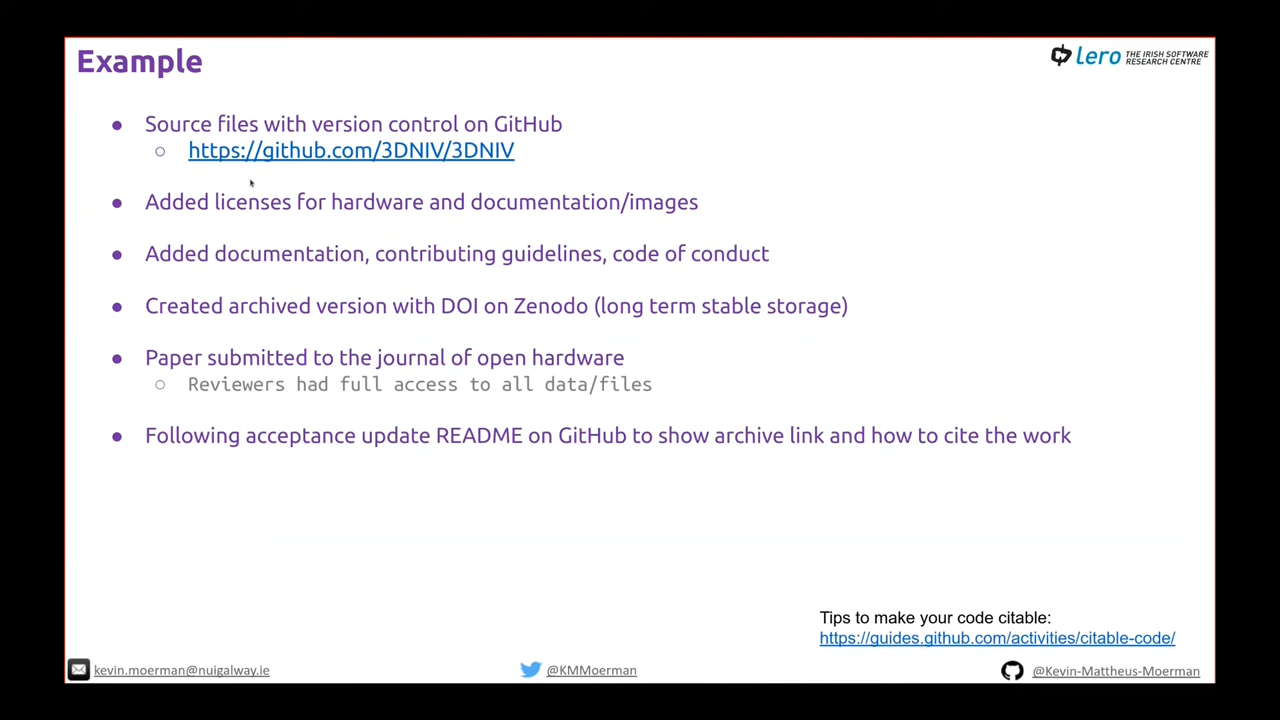 Example
lero THE IRISH SOFTWARE
RESEARCH CENTRE
● Source files with version control on GitHub
○ https://github.com/3DNIV/3DNIV
● Added licenses for hardware and documentation/images
● Added documentation, contributing guidelines, code of conduct
● Created archived version with DOI on Zenodo (long term stable storage)
● Paper submitted to the journal of open hardware
○ Reviewers had full access to all data/files
● Following acceptance update README on GitHub to show archive link and how to cite the work
Tips to make your code citable:
https://guides.github.com/activities/citable-code/
kevin.moerman@nuigalway.ie
@KMMoerman
@Kevin-Mattheus-Moerman